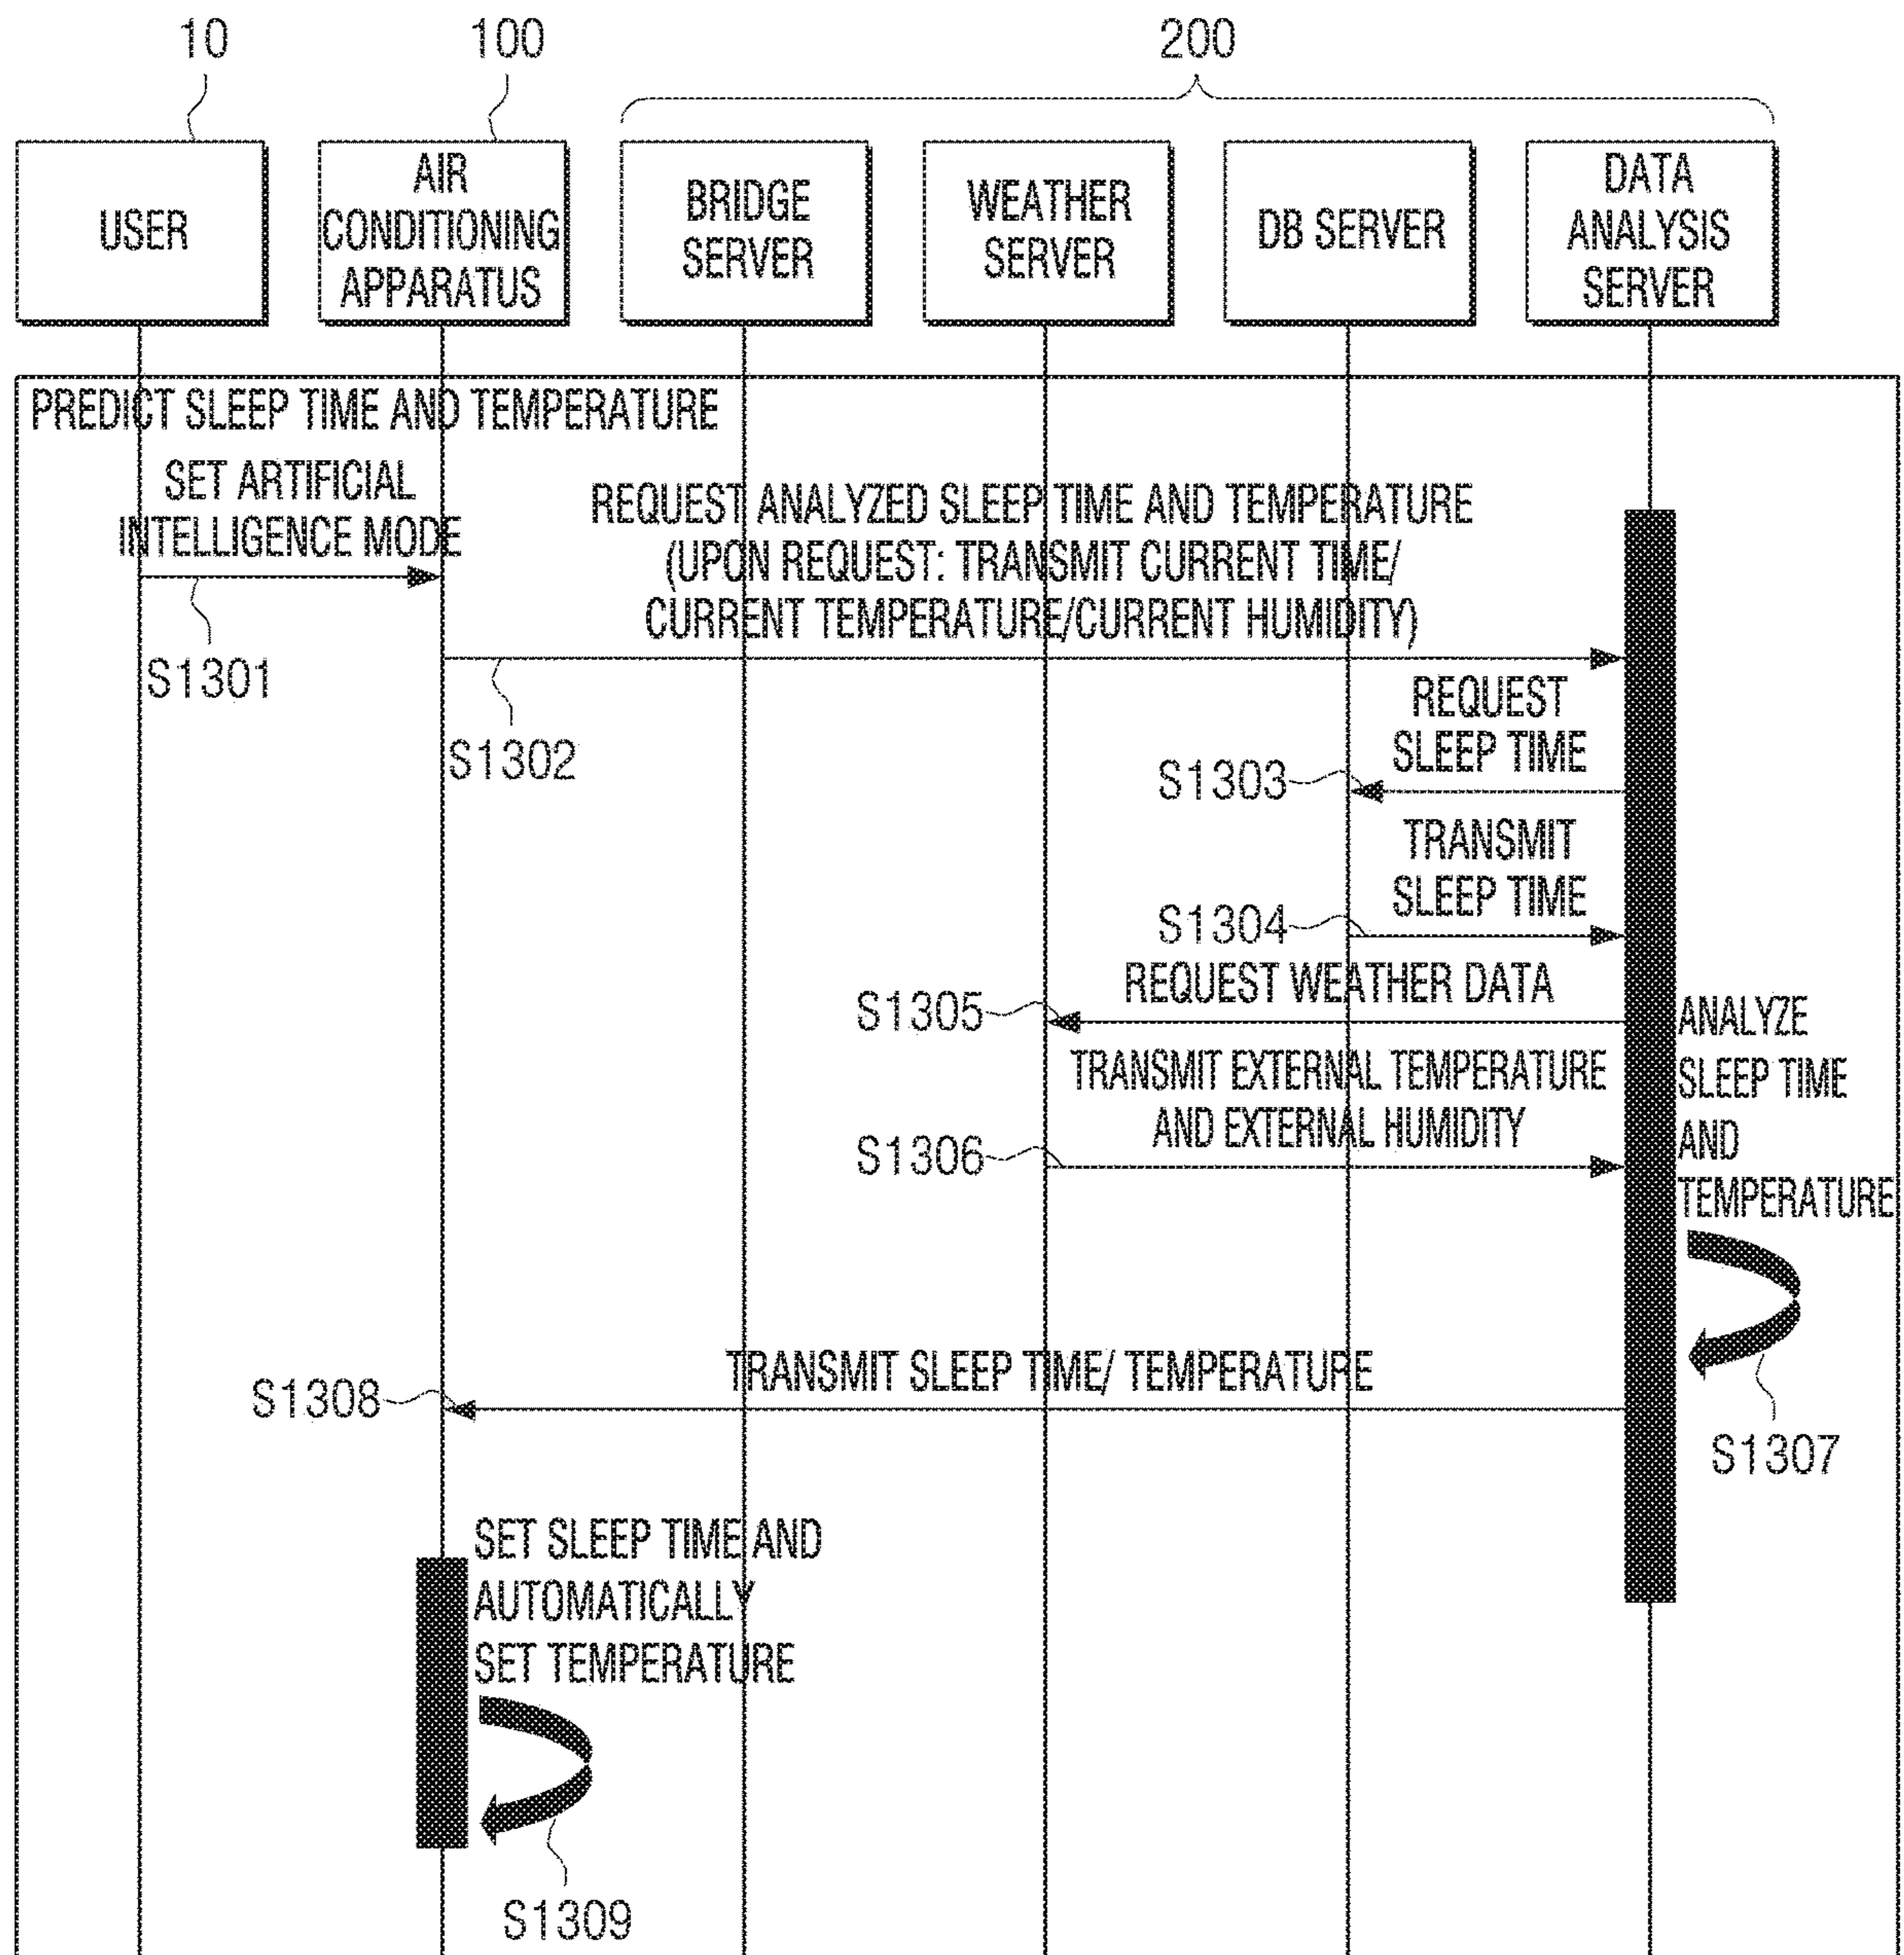 10
100
200
USER
AIR
CONDITIONING
APPARATUS
BRIDGE
SERVER
WEATHER
SERVER
DB SERVER
DATA
ANALYSIS
SERVER
PREDICT SLEEP TIME AND TEMPERATURE
SET ARTIFICIAL
INTELLIGENCE MODE
S1301
REQUEST ANALYZED SLEEP TIME AND TEMPERATURE
(UPON REQUEST: TRANSMIT CURRENT TIME/
CURRENT TEMPERATURE/CURRENT HUMIDITY)
S1302
REQUEST
SLEEP TIME
S1303
TRANSMIT
SLEEP TIME
S1304
REQUEST WEATHER DATA
S1305
TRANSMIT EXTERNAL TEMPERATURE
AND EXTERNAL HUMIDITY
S1306
ANALYZE
SLEEP TIME
AND
TEMPERATURE
S1307
TRANSMIT SLEEP TIME/ TEMPERATURE
S1308
SET SLEEP TIME AND
AUTOMATICALLY
SET TEMPERATURE
S1309